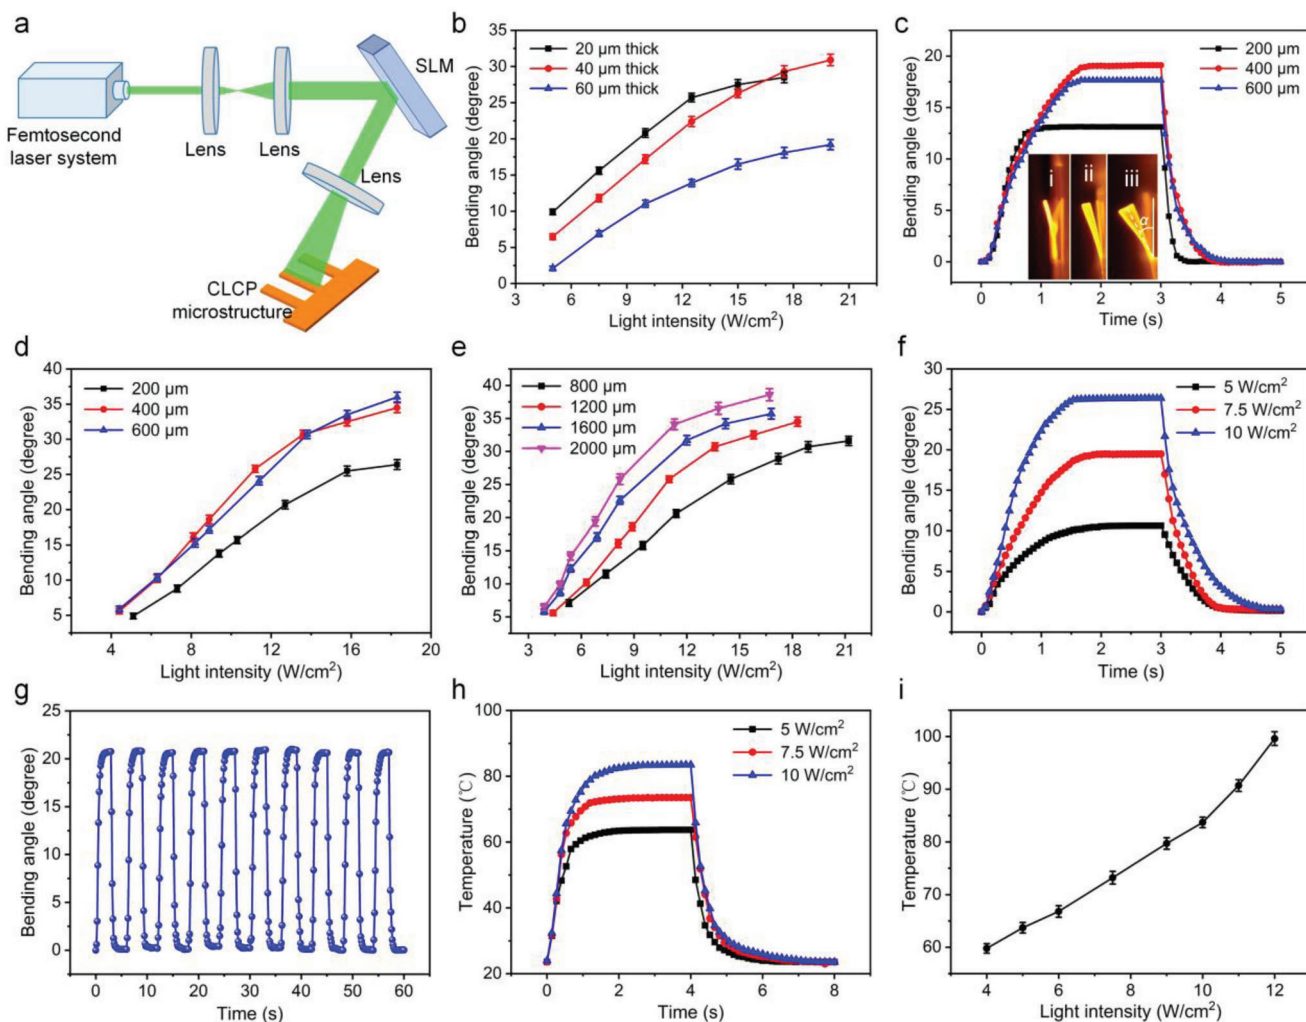 a
Femtosecond
laser system
Lens
Lens
SLM
Lens
CLCP
microstructure
b
20 μm thick
40 μm thick
60 μm thick
Bending angle (degree)
35
30
25
20
15
10
5
0
3 6 9 12 15 18 21
Light intensity (W/cm²)
c
200 μm
400 μm
600 μm
i ii iii
α
Bending angle (degree)
20
15
10
5
0
0 1 2 3 4 5
Time (s)
d
200 μm
400 μm
600 μm
Bending angle (degree)
40
35
30
25
20
15
10
5
4 8 12 16 20
Light intensity (W/cm²)
e
800 μm
1200 μm
1600 μm
2000 μm
Bending angle (degree)
40
35
30
25
20
15
10
5
3 6 9 12 15 18 21
Light intensity (W/cm²)
f
5 W/cm²
7.5 W/cm²
10 W/cm²
Bending angle (degree)
30
25
20
15
10
5
0
0 1 2 3 4 5
Time (s)
g
Bending angle (degree)
25
20
15
10
5
0
0 10 20 30 40 50 60
Time (s)
h
5 W/cm²
7.5 W/cm²
10 W/cm²
Temperature (℃)
100
80
60
40
20
0 2 4 6 8
Time (s)
i
Temperature (℃)
100
90
80
70
60
4 6 8 10 12
Light intensity (W/cm²)